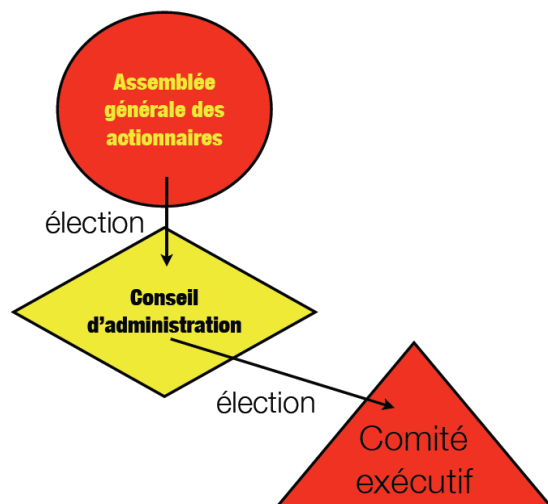 Assemblée
générale des
actionnaires
élection
Conseil
d'administration
élection
Comité
exécutif